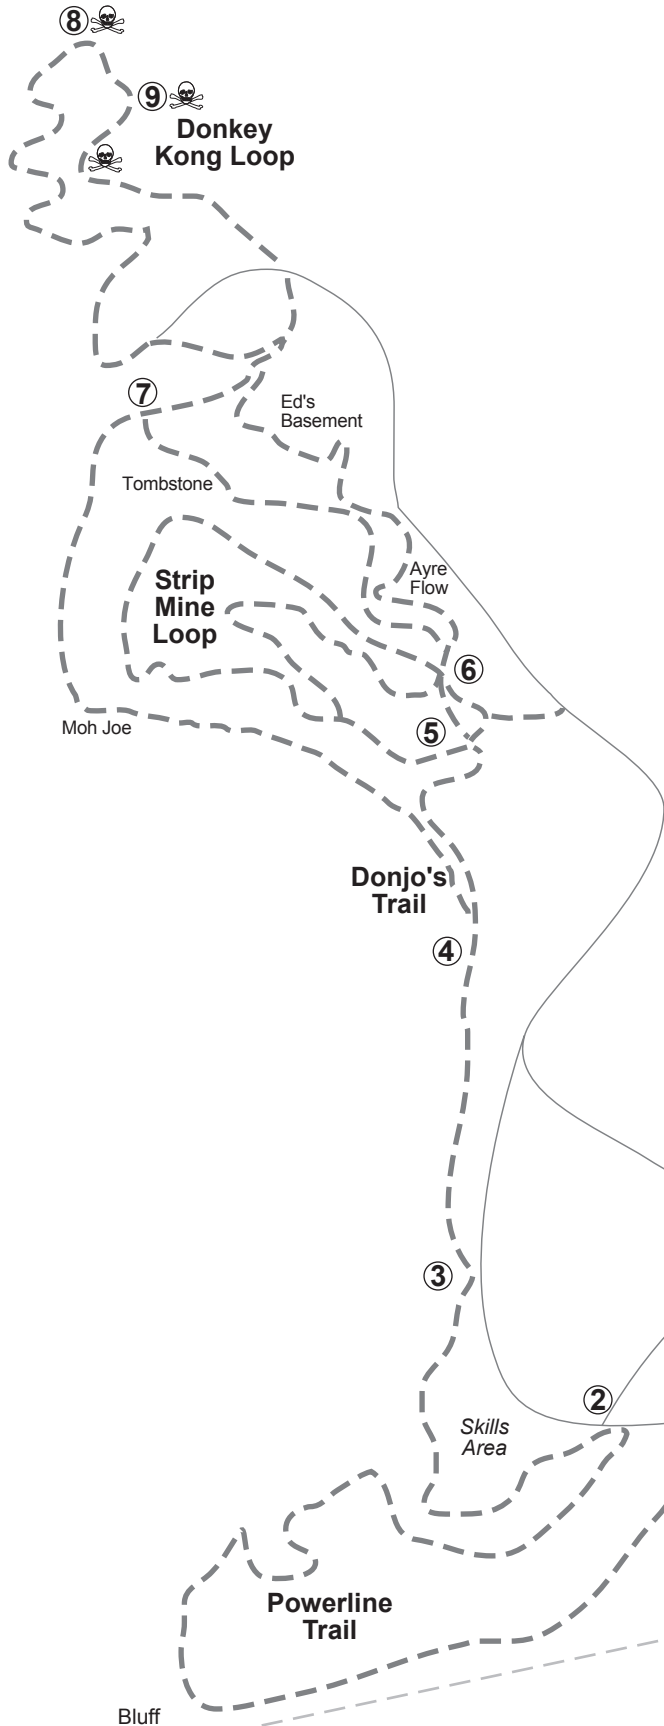 8
9
Donkey
Kong Loop
7
Ed's
Basement
Tombstone
Ayre
Flow
Strip
Mine
Loop
6
Moh Joe
5
Donjo's
Trail
4
3
2
Skills
Area
Powerline
Trail
Bluff